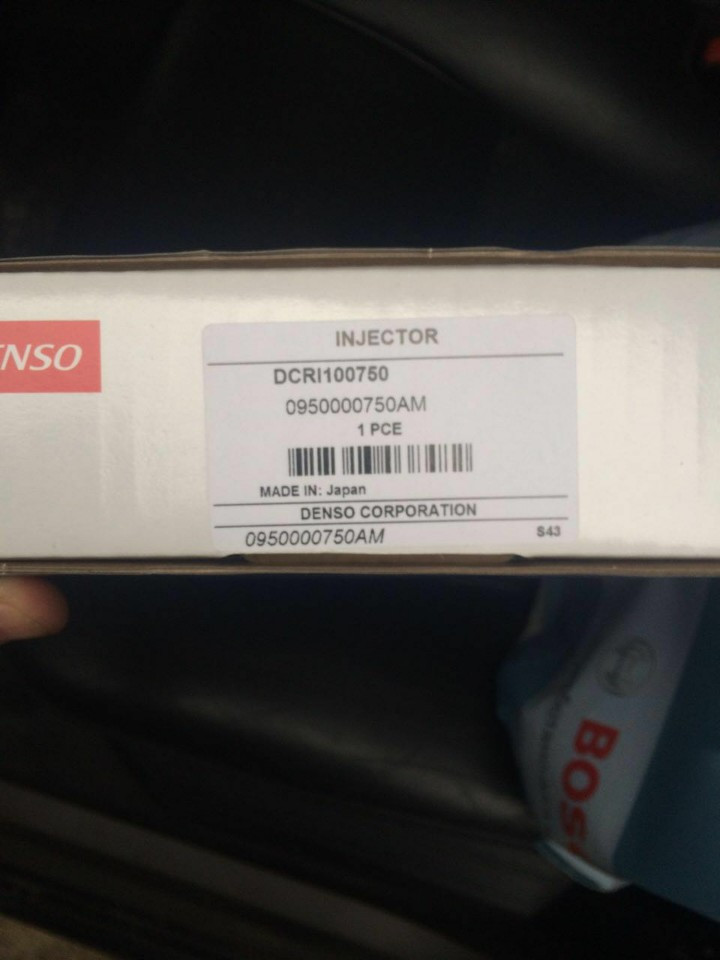 NSO
INJECTOR
DCRI100750
0950000750AM
1 PCE
MADE IN: Japan
DENSO CORPORATION
0950000750AM
S43
BOS